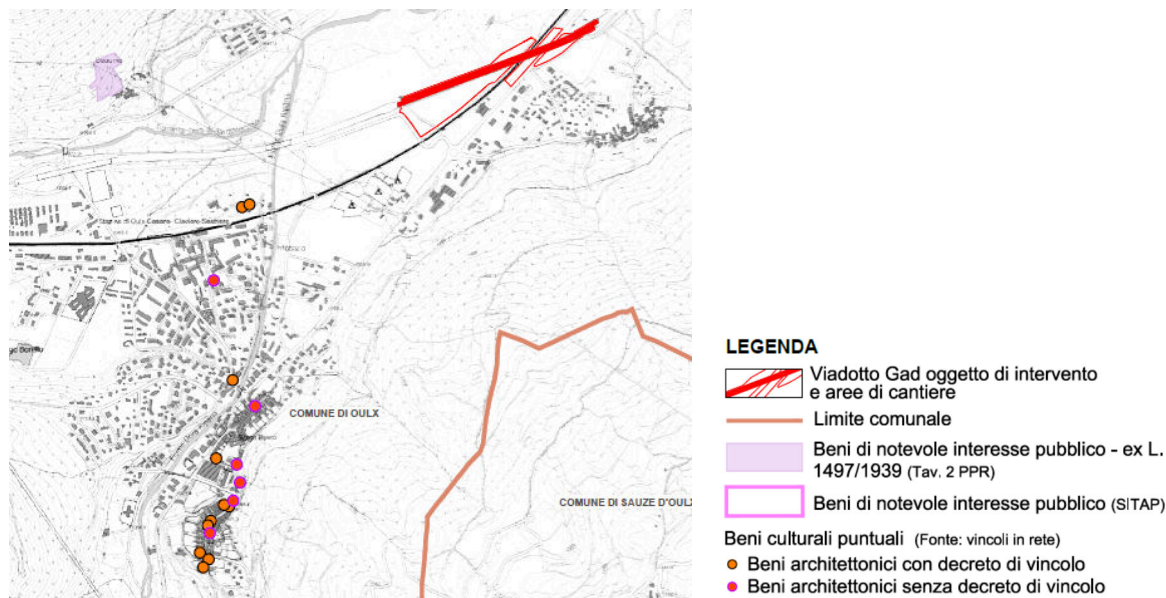 Gad
COMUNE DI OULX
COMUNE DI SAUZE D'OULX
LEGENDA
Viadotto Gad oggetto di intervento
e aree di cantiere
Limite comunale
Beni di notevole interesse pubblico - ex L.
1497/1939 (Tav. 2 PPR)
Beni di notevole interesse pubblico (SITAP)
Beni culturali puntuali (Fonte: vincoli in rete)
Beni architettonici con decreto di vincolo
Beni architettonici senza decreto di vincolo